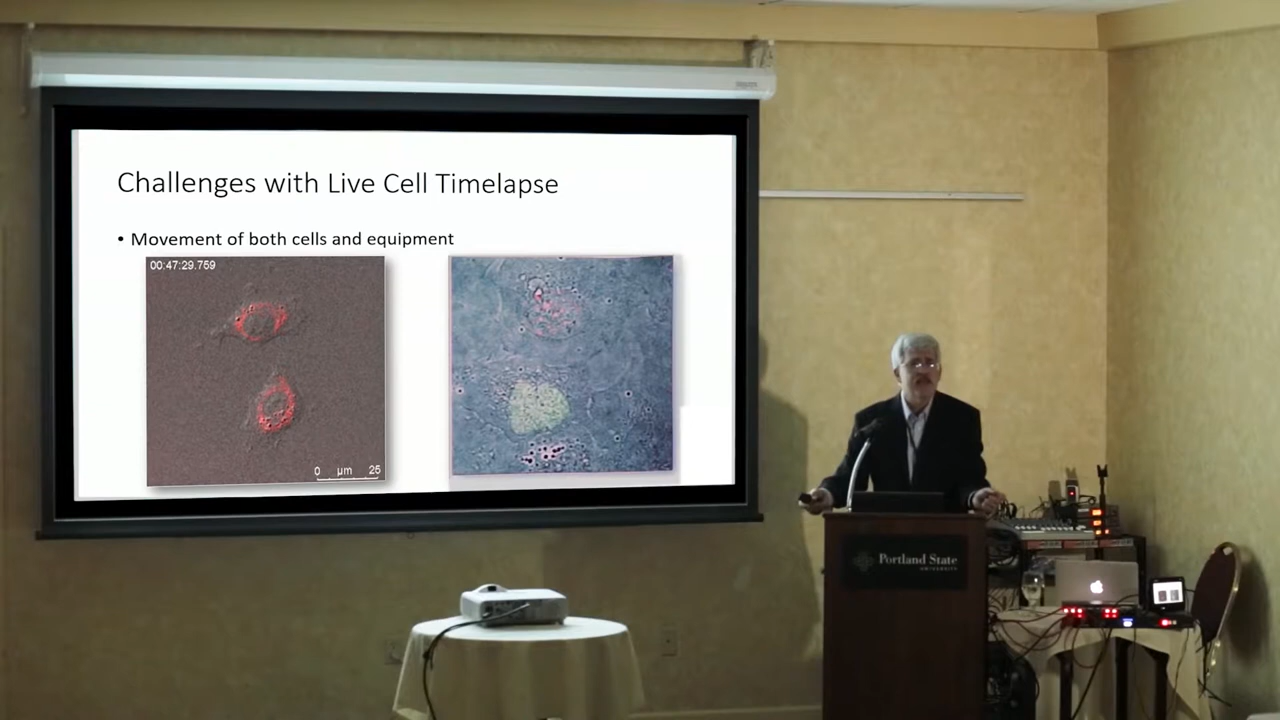 Challenges with Live Cell Timelapse
• Movement of both cells and equipment
00:47:29.759
0 µm 25
Portland State
UNIVERSITY